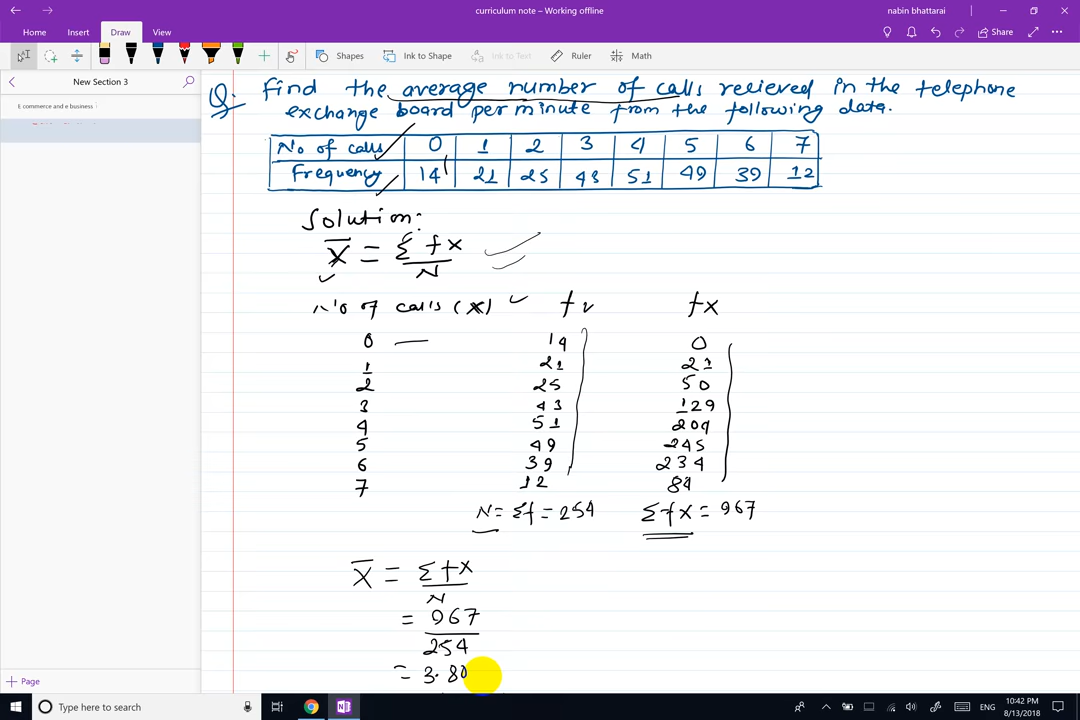 curriculum note – Working offline
nabin bhattarai
Home Insert Draw View
Share
Shapes Ink to Shape Ink to Text Ruler Math
New Section 3
E commerce and e business
Q. Find the average number of calls recieved in the telephone
exchange board per minute from the following data.
No of calls 0 1 2 3 4 5 6 7
Frequency 14 21 25 43 51 49 39 12
Solution:
X̅ = Σfx
N
No of calls (x) f fx
0 14 0
1 21 21
2 25 50
3 43 129
4 51 204
5 49 245
6 39 234
7 12 84
N = Σf = 254 Σfx = 967
X̅ = Σfx
N
= 967
254
= 3.80
Page
Type here to search
ENG
10:42 PM
8/13/2018